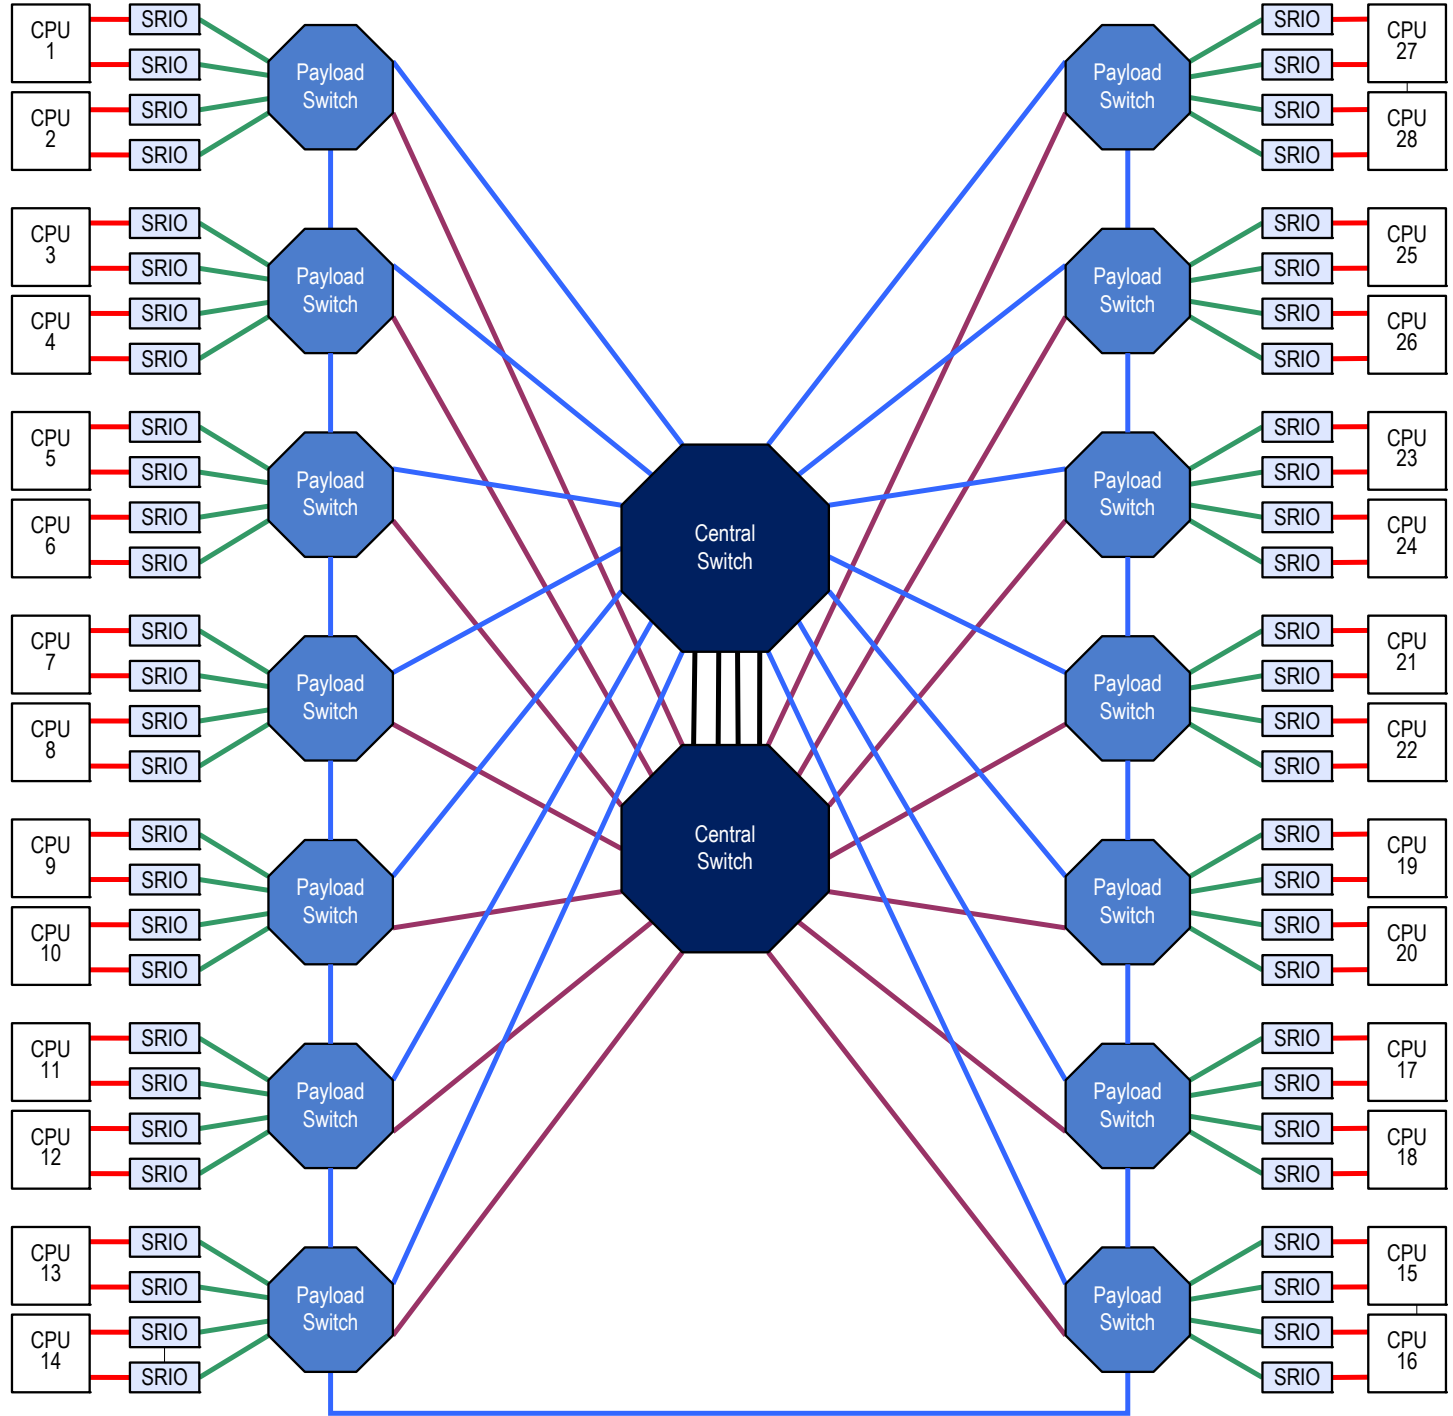 CPU
1
SRIO
SRIO
CPU
2
SRIO
SRIO
Payload
Switch
CPU
3
SRIO
SRIO
CPU
4
SRIO
SRIO
Payload
Switch
CPU
5
SRIO
SRIO
CPU
6
SRIO
SRIO
Payload
Switch
CPU
7
SRIO
SRIO
CPU
8
SRIO
SRIO
Payload
Switch
CPU
9
SRIO
SRIO
CPU
10
SRIO
SRIO
Payload
Switch
CPU
11
SRIO
SRIO
CPU
12
SRIO
SRIO
Payload
Switch
CPU
13
SRIO
SRIO
CPU
14
SRIO
SRIO
Payload
Switch
Central
Switch
Central
Switch
Payload
Switch
SRIO
SRIO
CPU
27
SRIO
SRIO
CPU
28
Payload
Switch
SRIO
SRIO
CPU
25
SRIO
SRIO
CPU
26
Payload
Switch
SRIO
SRIO
CPU
23
SRIO
SRIO
CPU
24
Payload
Switch
SRIO
SRIO
CPU
21
SRIO
SRIO
CPU
22
Payload
Switch
SRIO
SRIO
CPU
19
SRIO
SRIO
CPU
20
Payload
Switch
SRIO
SRIO
CPU
17
SRIO
SRIO
CPU
18
Payload
Switch
SRIO
SRIO
CPU
15
SRIO
SRIO
CPU
16